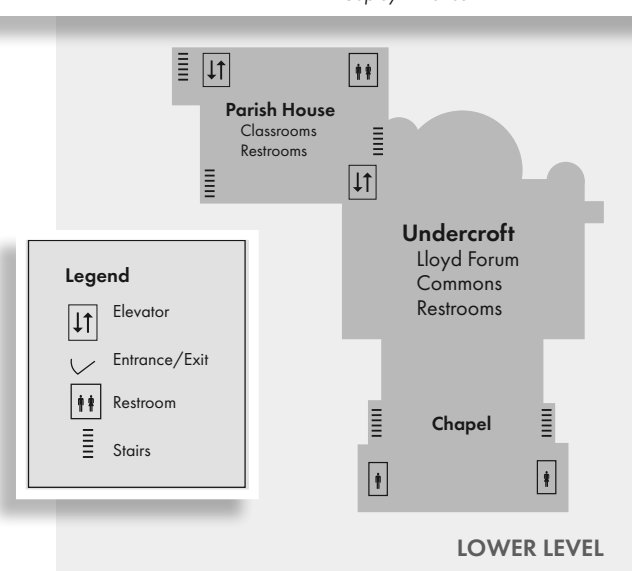 Parish House
Classrooms
Restrooms
Undercroft
Lloyd Forum
Commons
Restrooms
Legend
Elevator
Entrance/Exit
Restroom
Stairs
Chapel
LOWER LEVEL